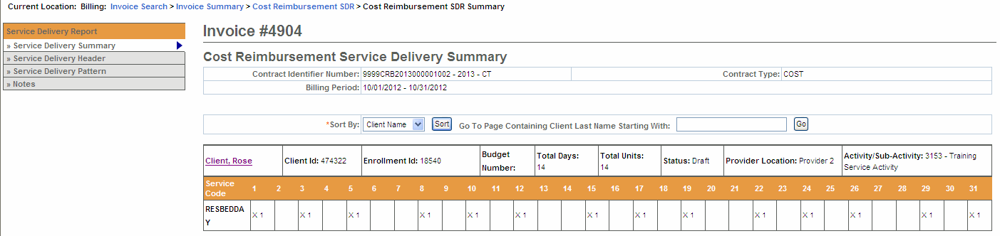 Current Location: Billing: Invoice Search > Invoice Summary > Cost Reimbursement SDR > Cost Reimbursement SDR Summary
Service Delivery Report
» Service Delivery Summary
» Service Delivery Header
» Service Delivery Pattern
» Notes
Invoice #4904
Cost Reimbursement Service Delivery Summary
Contract Identifier Number: 9999CRB2013000001002 - 2013 - CT Contract Type: COST
Billing Period: 10/01/2012 - 10/31/2012
*Sort By: Client Name Sort Go To Page Containing Client Last Name Starting With: Go
Client, Rose Client Id: 474322 Enrollment Id: 18540 Budget Number: Total Days: 14 Total Units: 14 Status: Draft Provider Location: Provider 2 Activity/Sub-Activity: 3153 - Training Service Activity
Service Code 1 2 3 4 5 6 7 8 9 10 11 12 13 14 15 16 17 18 19 20 21 22 23 24 25 26 27 28 29 30 31
RESBEDDA
Y X 1 X 1 X 1 X 1 X 1 X 1 X 1 X 1 X 1 X 1 X 1 X 1 X 1 X 1